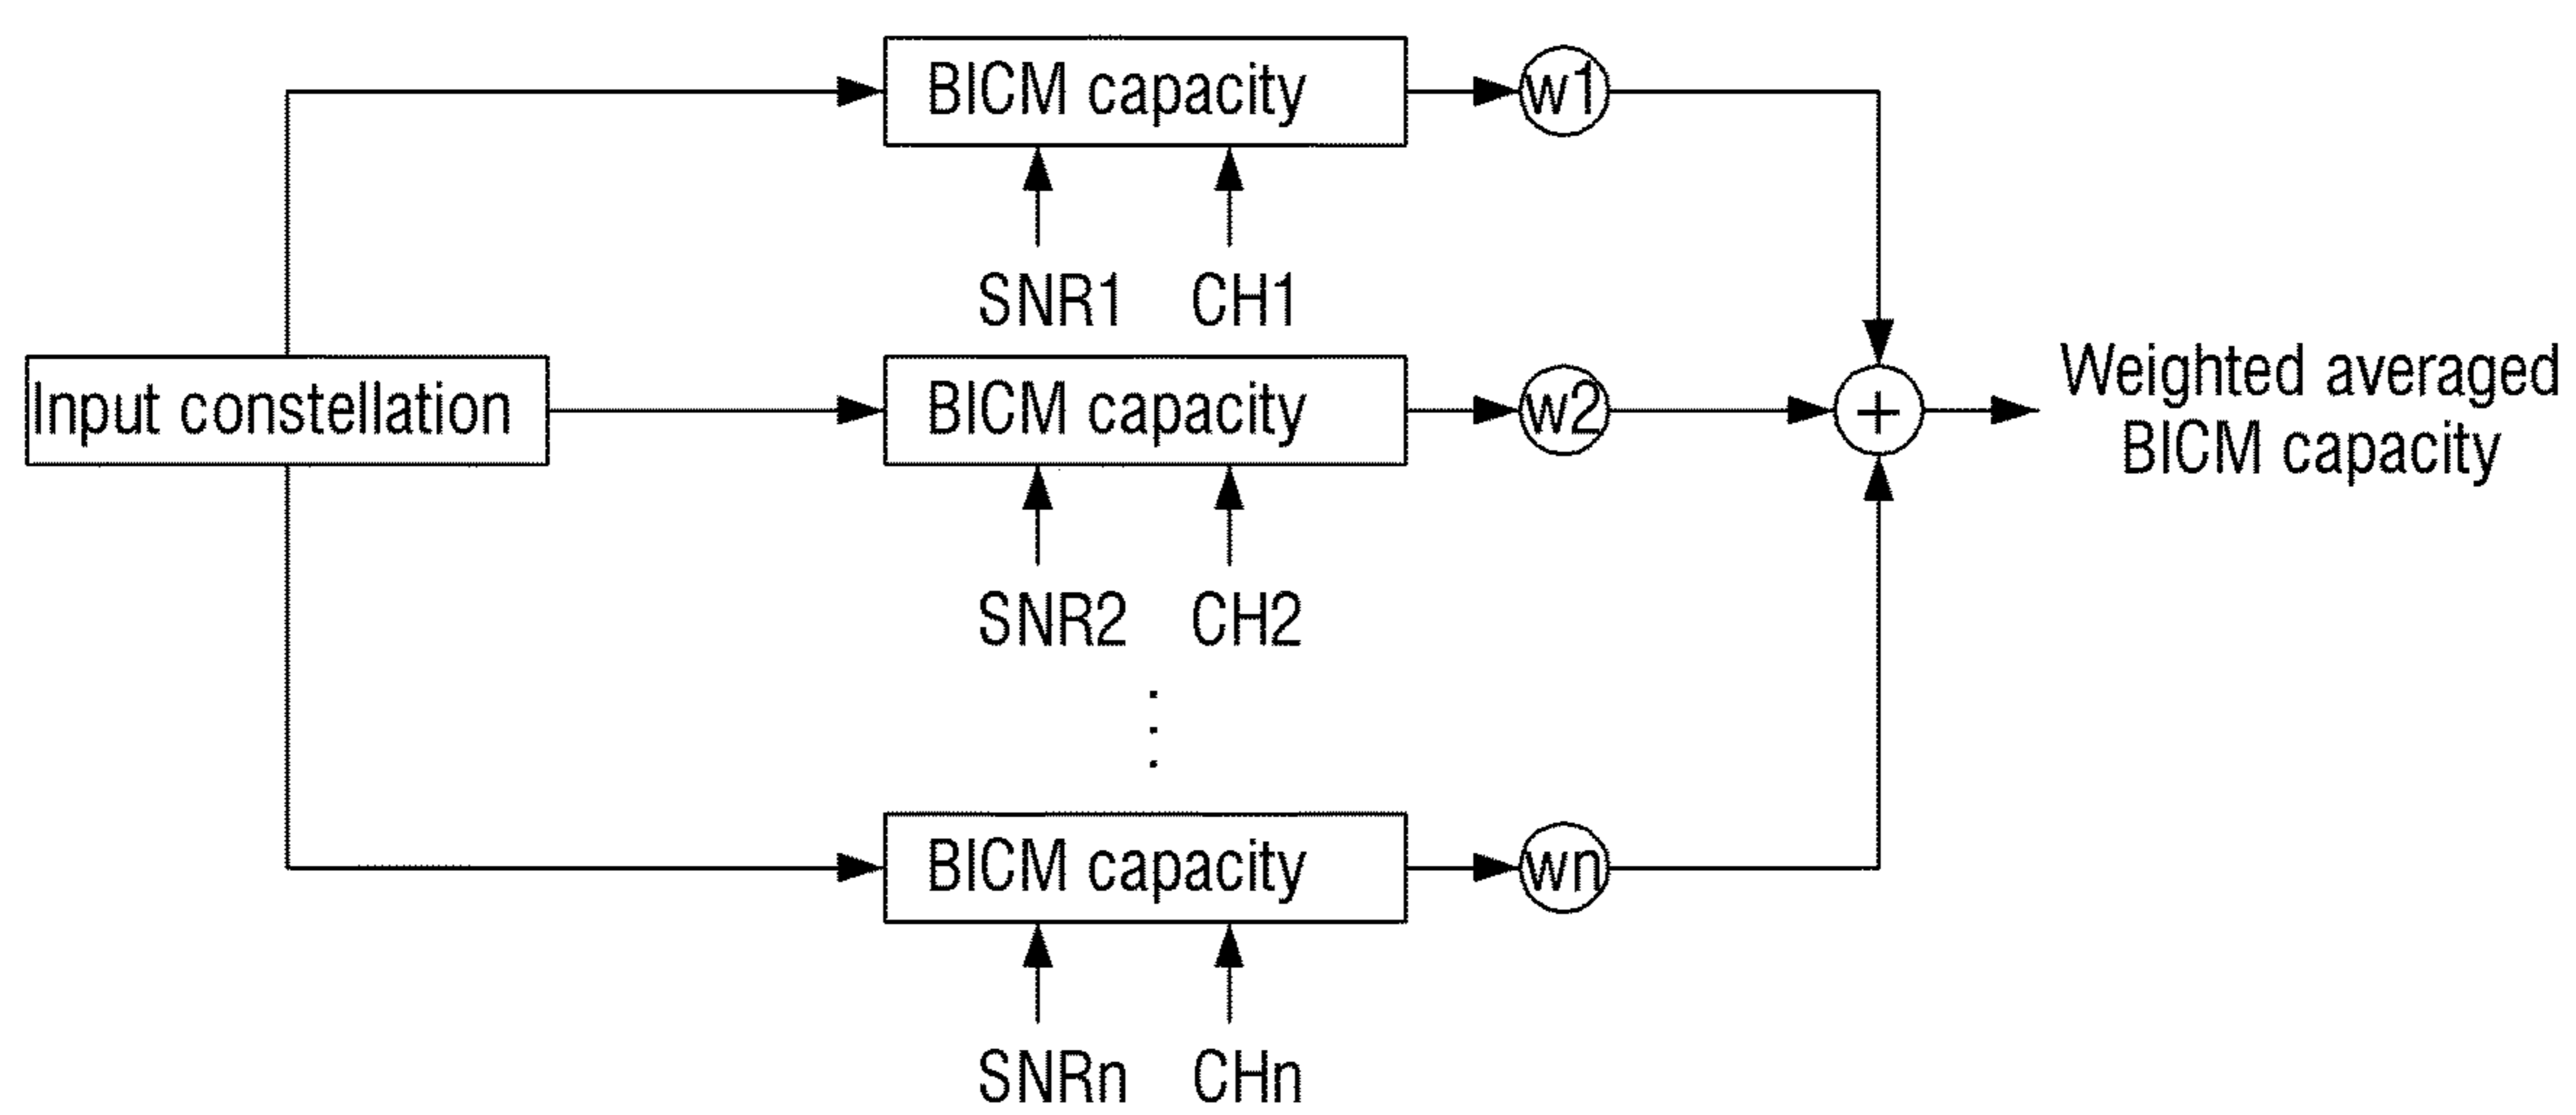 BICM capacity
w1
SNR1 CH1
Input constellation
BICM capacity
w2
+
Weighted averaged
BICM capacity
SNR2 CH2
BICM capacity
wn
SNRn CHn